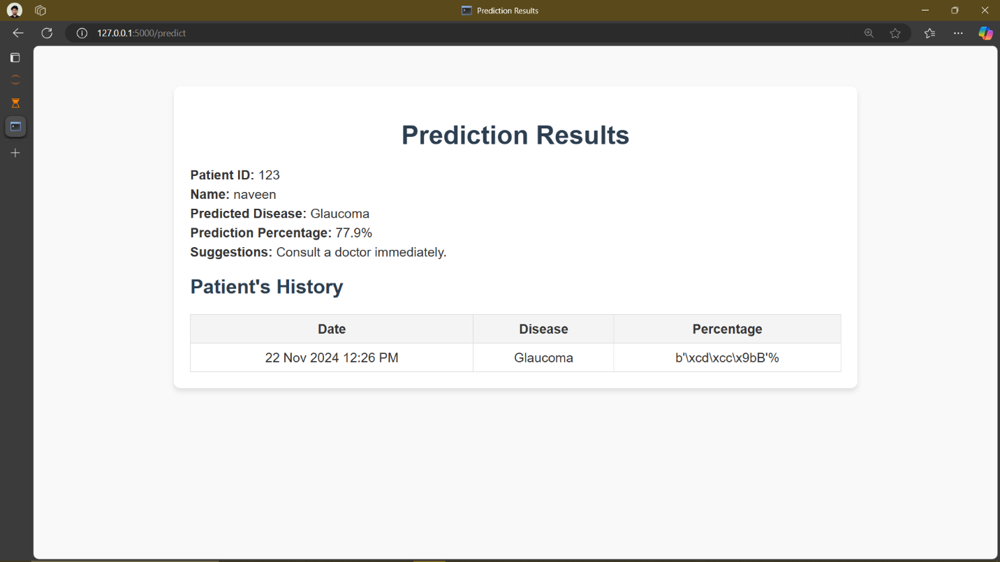 Prediction Results
127.0.0.1:5000/predict
Prediction Results
Patient ID: 123
Name: naveen
Predicted Disease: Glaucoma
Prediction Percentage: 77.9%
Suggestions: Consult a doctor immediately.
Patient's History
Date Disease Percentage
22 Nov 2024 12:26 PM Glaucoma b'\xcd\xcc\x9bB'%